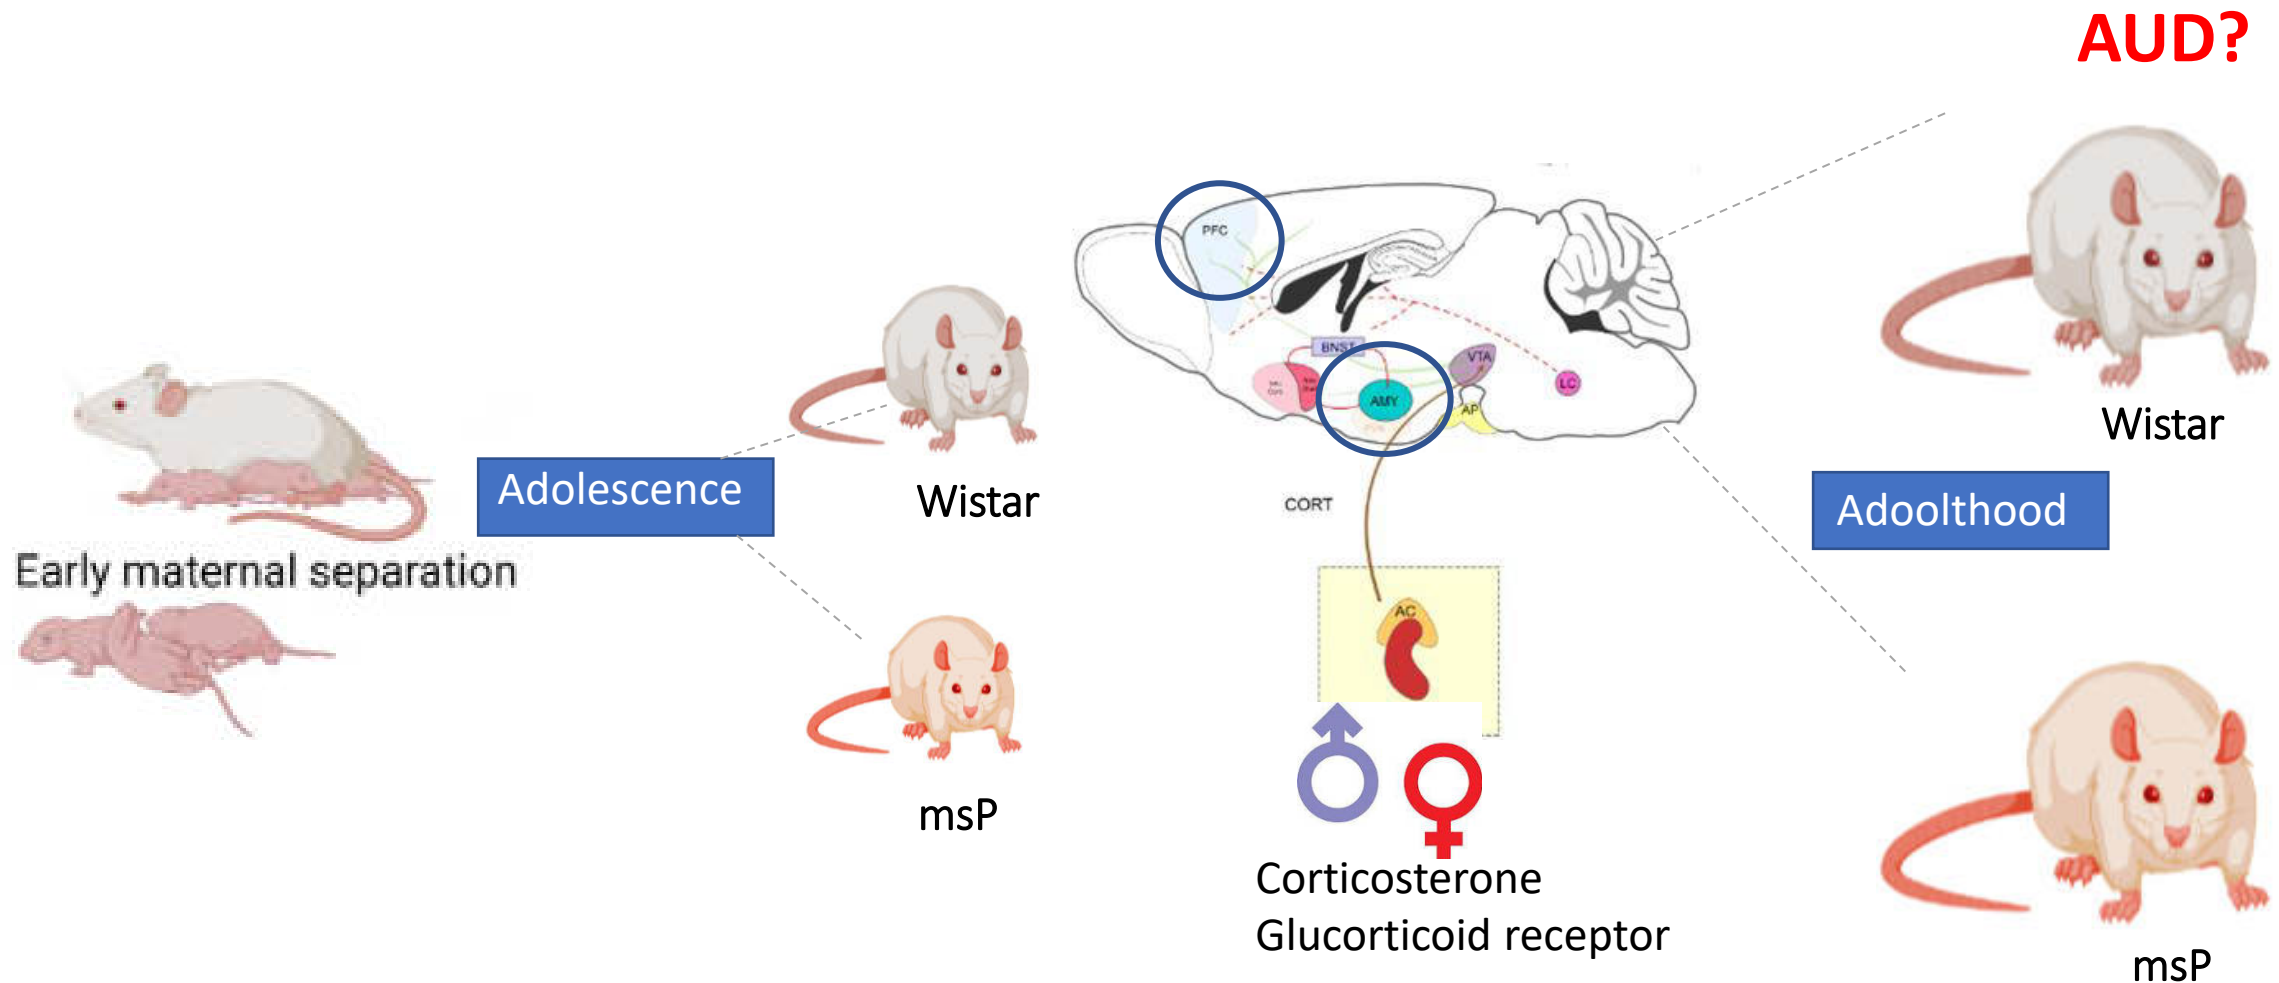 AUD?
PFC
BNST
VTA
LC
AMY
AP
Wistar
Adolescence
Wistar
Adoolthood
CORT
Early maternal separation
AC
msP
Corticosterone
Glucorticoid receptor
msP